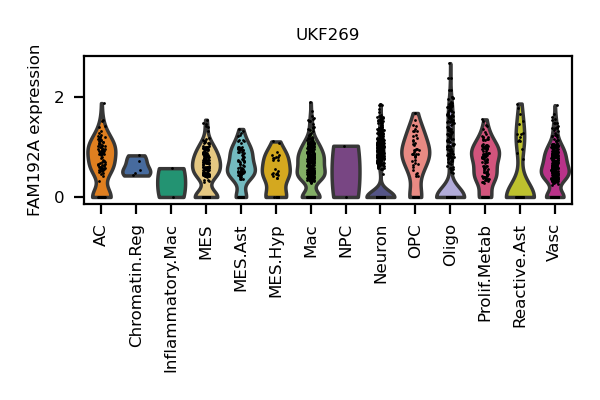 UKF269
FAM192A expression
2
0
AC
Chromatin.Reg
Inflammatory.Mac
MES
MES.Ast
MES.Hyp
Mac
NPC
Neuron
OPC
Oligo
Prolif.Metab
Reactive.Ast
Vasc